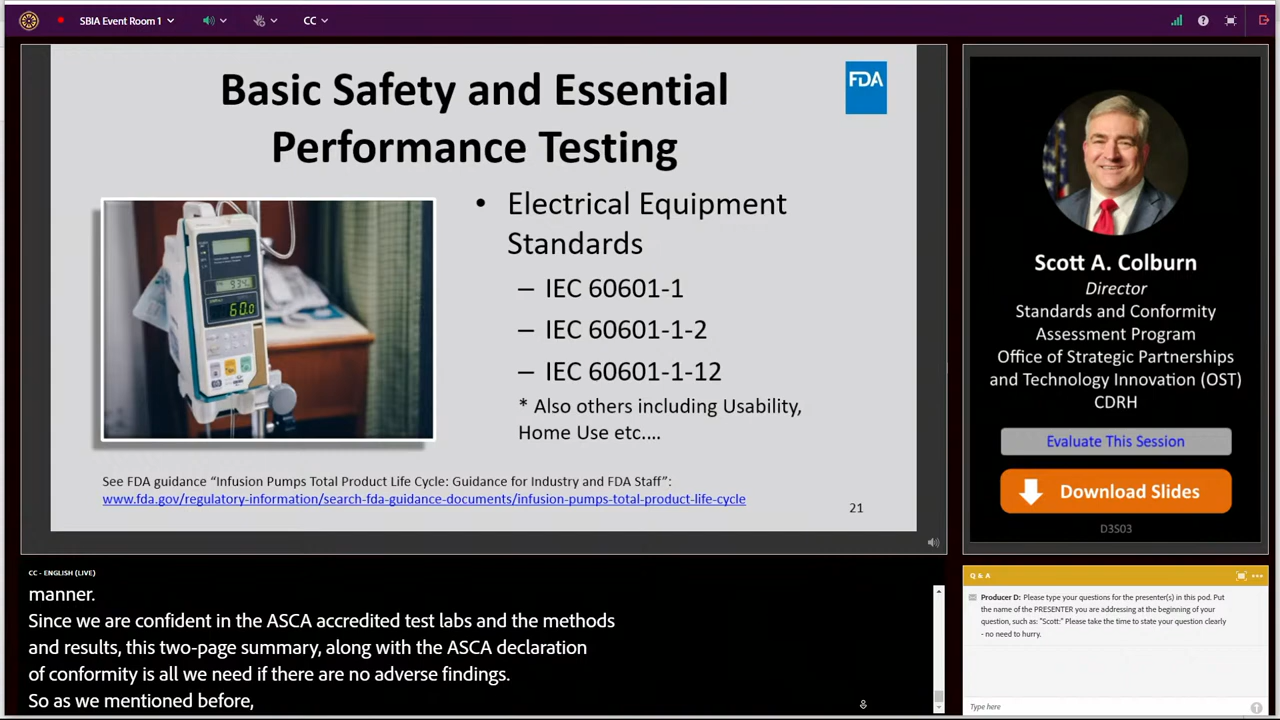 SBIA Event Room 1
CC
Basic Safety and Essential
Performance Testing
FDA
• Electrical Equipment
Standards
– IEC 60601-1
– IEC 60601-1-2
– IEC 60601-1-12
* Also others including Usability,
Home Use etc....
60.0
See FDA guidance “Infusion Pumps Total Product Life Cycle: Guidance for Industry and FDA Staff”:
www.fda.gov/regulatory-information/search-fda-guidance-documents/infusion-pumps-total-product-life-cycle
21
Scott A. Colburn
Director
Standards and Conformity
Assessment Program
Office of Strategic Partnerships
and Technology Innovation (OST)
CDRH
Evaluate This Session
Download Slides
D3S03
CC - ENGLISH (LIVE)
manner.
Since we are confident in the ASCA accredited test labs and the methods
and results, this two-page summary, along with the ASCA declaration
of conformity is all we need if there are no adverse findings.
So as we mentioned before,
Q & A
Producer D: Please type your questions for the presenter(s) in this pod. Put
the name of the PRESENTER you are addressing at the beginning of your
question, such as: "Scott:" Please take the time to state your question clearly
- no need to hurry.
Type here